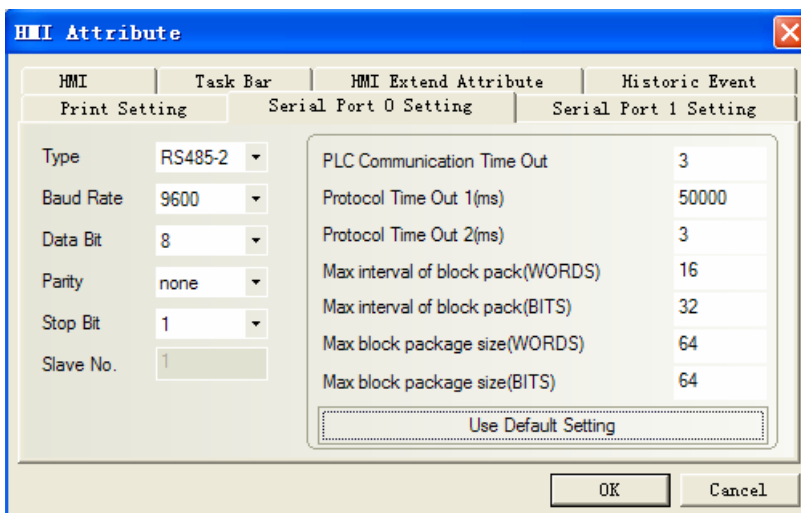 HMI Attribute
HMI Task Bar HMI Extend Attribute Historic Event
Print Setting Serial Port 0 Setting Serial Port 1 Setting
Type RS485-2
Baud Rate 9600
Data Bit 8
Parity none
Stop Bit 1
Slave No. 1
PLC Communication Time Out 3
Protocol Time Out 1(ms) 50000
Protocol Time Out 2(ms) 3
Max interval of block pack(WORDS) 16
Max interval of block pack(BITS) 32
Max block package size(WORDS) 64
Max block package size(BITS) 64
Use Default Setting
OK Cancel